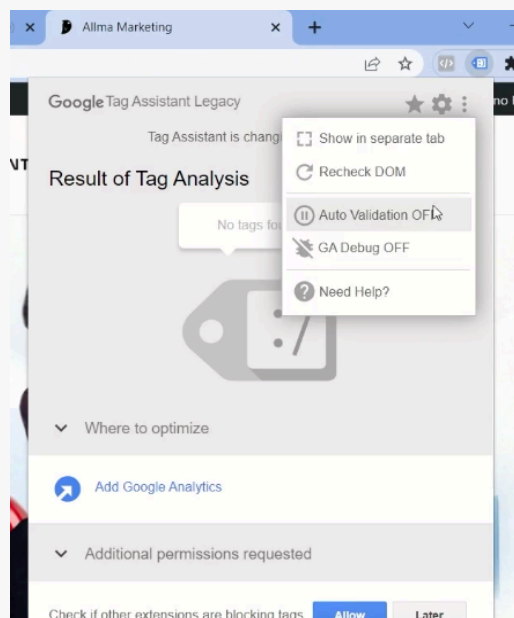 Allma Marketing
Google Tag Assistant Legacy
Tag Assistant is chang
Show in separate tab
Recheck DOM
Result of Tag Analysis
Auto Validation OFF
No tags fou
GA Debug OFF
Need Help?
:/
Where to optimize
Add Google Analytics
Additional permissions requested
Check if other extensions are blocking tags
Allow
Later